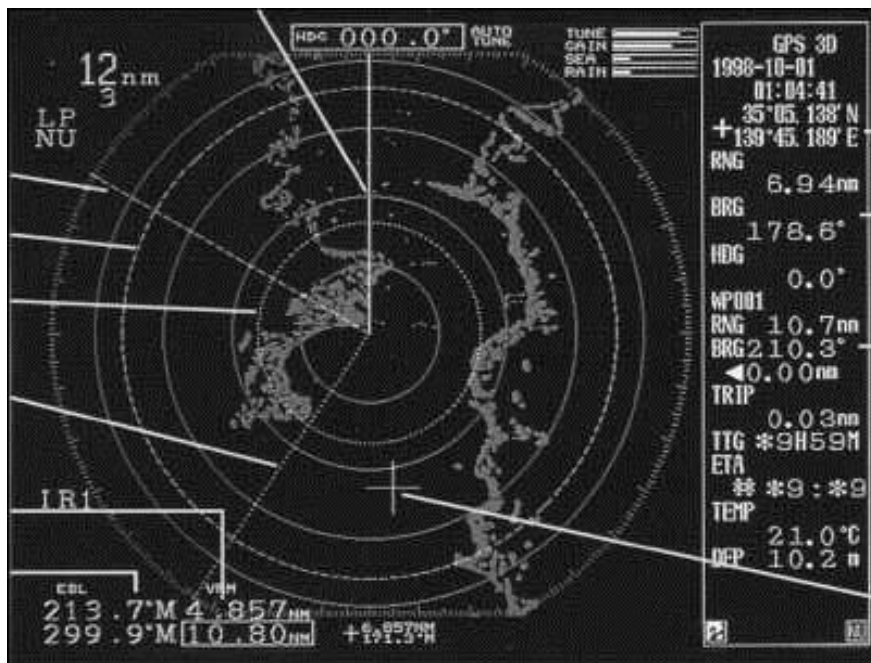 HDG 000.0°
AUTO TUNE
TUNE
GAIN
SEA
RAIN
12 nm
3
LP
NU
GPS 3D
1998-10-01
01:04:41
35°05.138'N
+139°45.189'E
RNG
6.94nm
BRG
178.6°
HDG
0.0°
WP001
RNG 10.7nm
BRG 210.3°
◀0.00nm
TRIP
0.03nm
TTG *9H59M
ETA
** *9:*9
TEMP
21.0°C
DEP 10.2 m
IR1
EBL VRM
213.7°M 4.857NM
299.9°M 10.80NM
NU